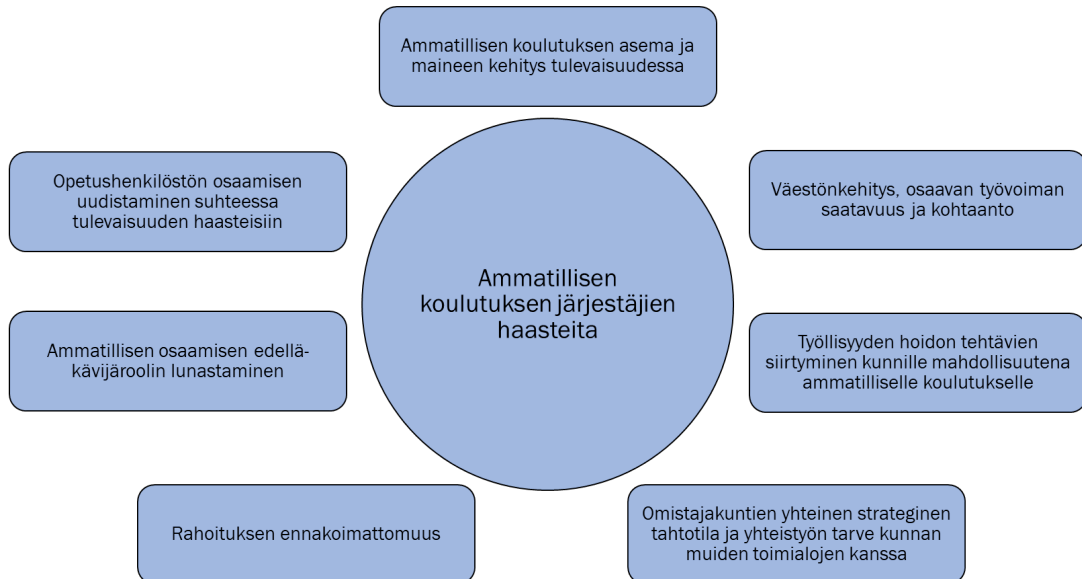 Ammatillisen koulutuksen asema ja
maineen kehitys tulevaisuudessa
Opetushenkilöstön osaamisen
uudistaminen suhteessa
tulevaisuuden haasteisiin
Väestönkehitys, osaavan työvoiman
saatavuus ja kohtaanto
Ammatillisen
koulutuksen järjestäjien
haasteita
Ammatillisen osaamisen edellä-
kävijäroolin lunastaminen
Työllisyyden hoidon tehtävien
siirtyminen kunnille mahdollisuutena
ammatilliselle koulutukselle
Rahoituksen ennakoimattomuus
Omistajakuntien yhteinen strateginen
tahtotila ja yhteistyön tarve kunnan
muiden toimialojen kanssa